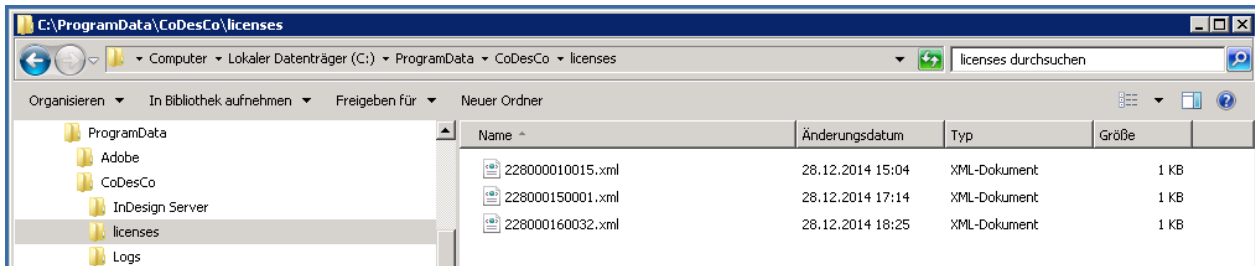 C:\ProgramData\CoDesCo\licenses
Computer Lokaler Datenträger (C:) ProgramData CoDesCo licenses
licenses durchsuchen
Organisieren In Bibliothek aufnehmen Freigeben für Neuer Ordner
ProgramData
Adobe
CoDesCo
InDesign Server
licenses
Logs
Name Änderungsdatum Typ Größe
228000010015.xml 28.12.2014 15:04 XML-Dokument 1 KB
228000150001.xml 28.12.2014 17:14 XML-Dokument 1 KB
228000160032.xml 28.12.2014 18:25 XML-Dokument 1 KB